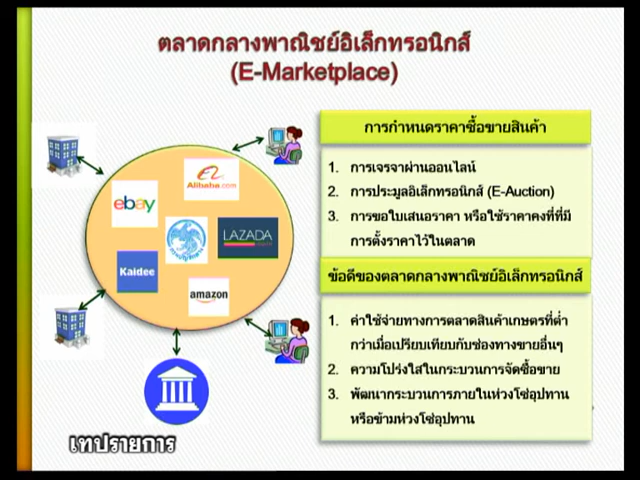 ตลาดกลางพาณิชย์อิเล็กทรอนิกส์
(E-Marketplace)
Alibaba.com
ebay
LAZADA
Kaidee
amazon
การกำหนดราคาซื้อขายสินค้า
1. การเจรจาผ่านออนไลน์
2. การประมูลอิเล็กทรอนิกส์ (E-Auction)
3. การขอใบเสนอราคา หรือใช้ราคาคงที่ที่มี
การตั้งราคาไว้ในตลาด
ข้อดีของตลาดกลางพาณิชย์อิเล็กทรอนิกส์
1. ค่าใช้จ่ายทางการตลาดสินค้าเกษตรที่ต่ำ
กว่าเมื่อเปรียบเทียบกับช่องทางขายอื่นๆ
2. ความโปร่งใสในกระบวนการจัดซื้อขาย
3. พัฒนากระบวนการภายในห่วงโซ่อุปทาน
หรือข้ามห่วงโซ่อุปทาน
เทปรายการ